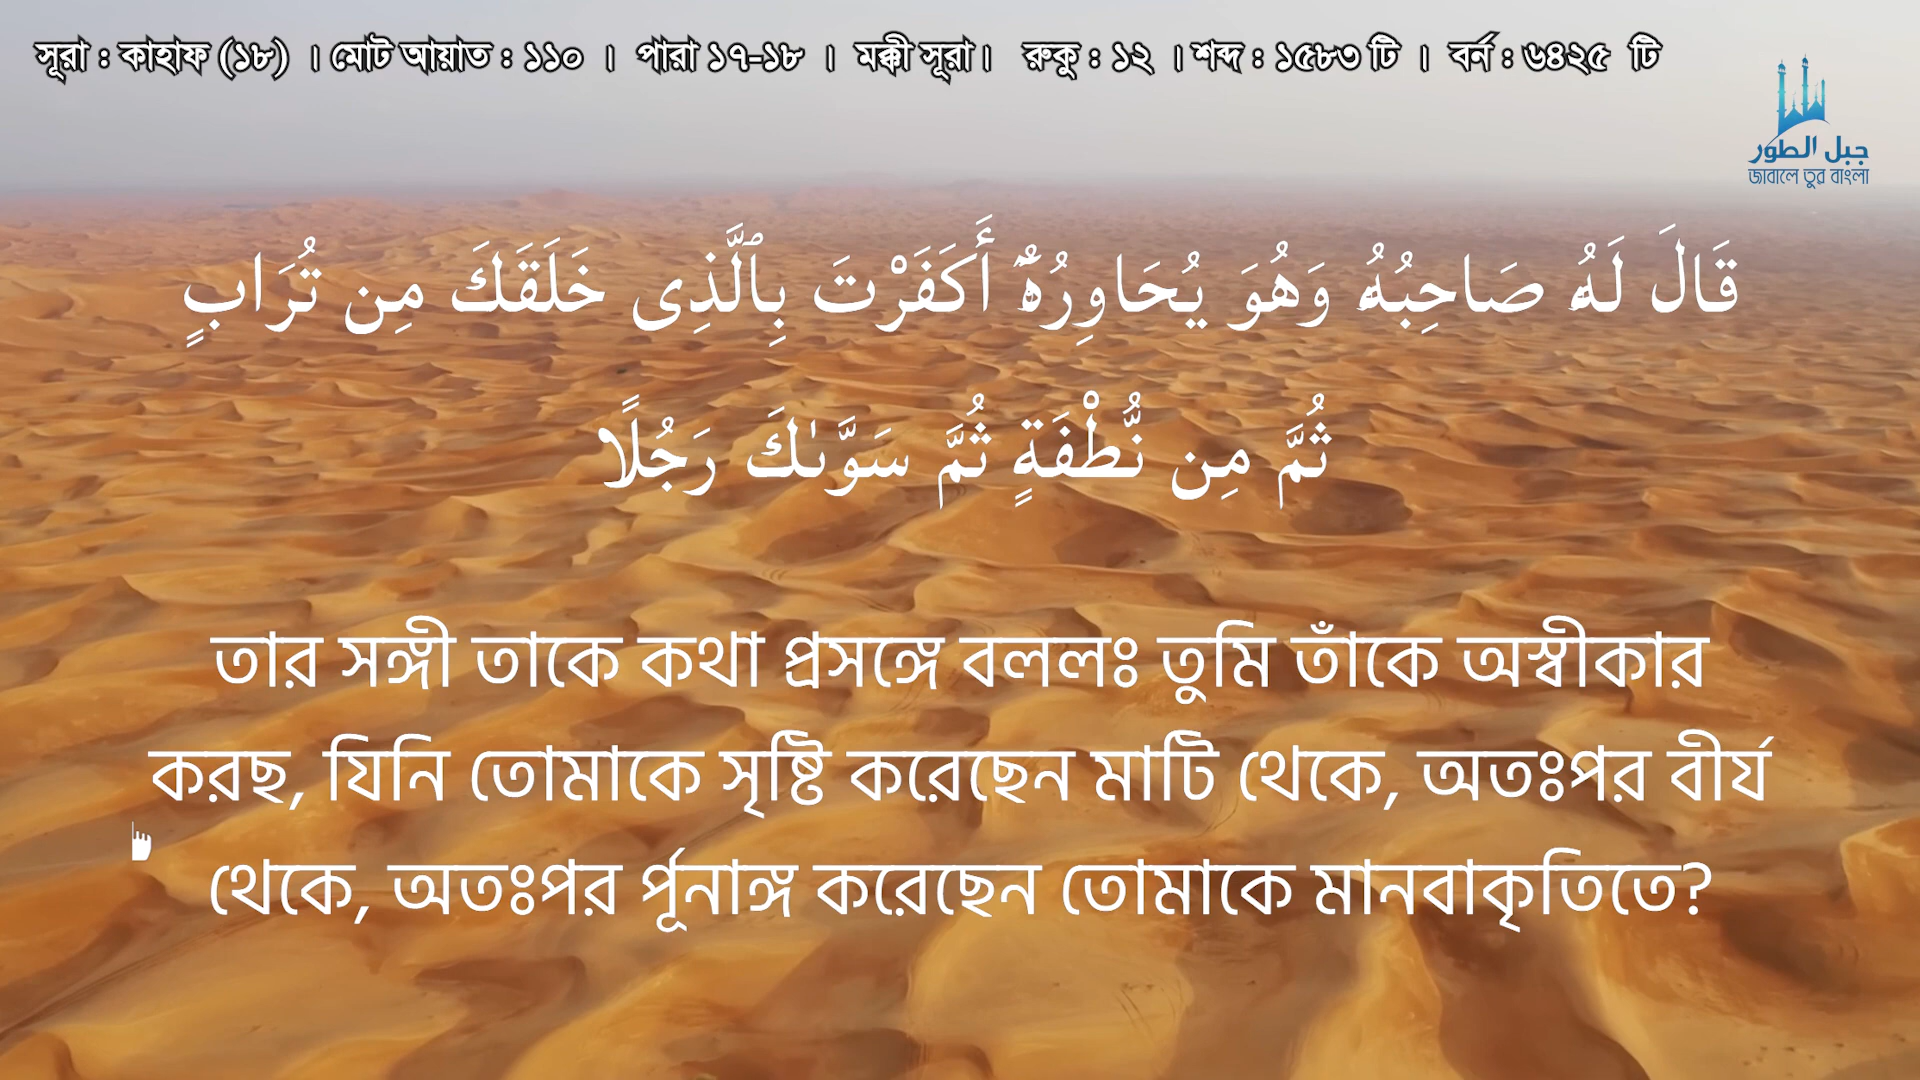 সূরা : কাহাফ (১৮) । মোট আয়াত : ১১০ । পারা ১৭-১৮ । মক্কী সূরা। রুকু : ১২ । শব্দ : ১৫৮৩ টি । বর্ন : ৬৪২৫ টি
جبل الطور
জাবালে তুর বাংলা
قَالَ لَهُۥ صَاحِبُهُۥ وَهُوَ يُحَاوِرُهُۥٓ أَكَفَرْتَ بِٱلَّذِى خَلَقَكَ مِن تُرَابٍ
ثُمَّ مِن نُّطْفَةٍ ثُمَّ سَوَّىٰكَ رَجُلًا
তার সঙ্গী তাকে কথা প্রসঙ্গে বললঃ তুমি তাঁকে অস্বীকার
করছ, যিনি তোমাকে সৃষ্টি করেছেন মাটি থেকে, অতঃপর বীর্য
থেকে, অতঃপর র্পূনাঙ্গ করেছেন তোমাকে মানবাকৃতিতে?